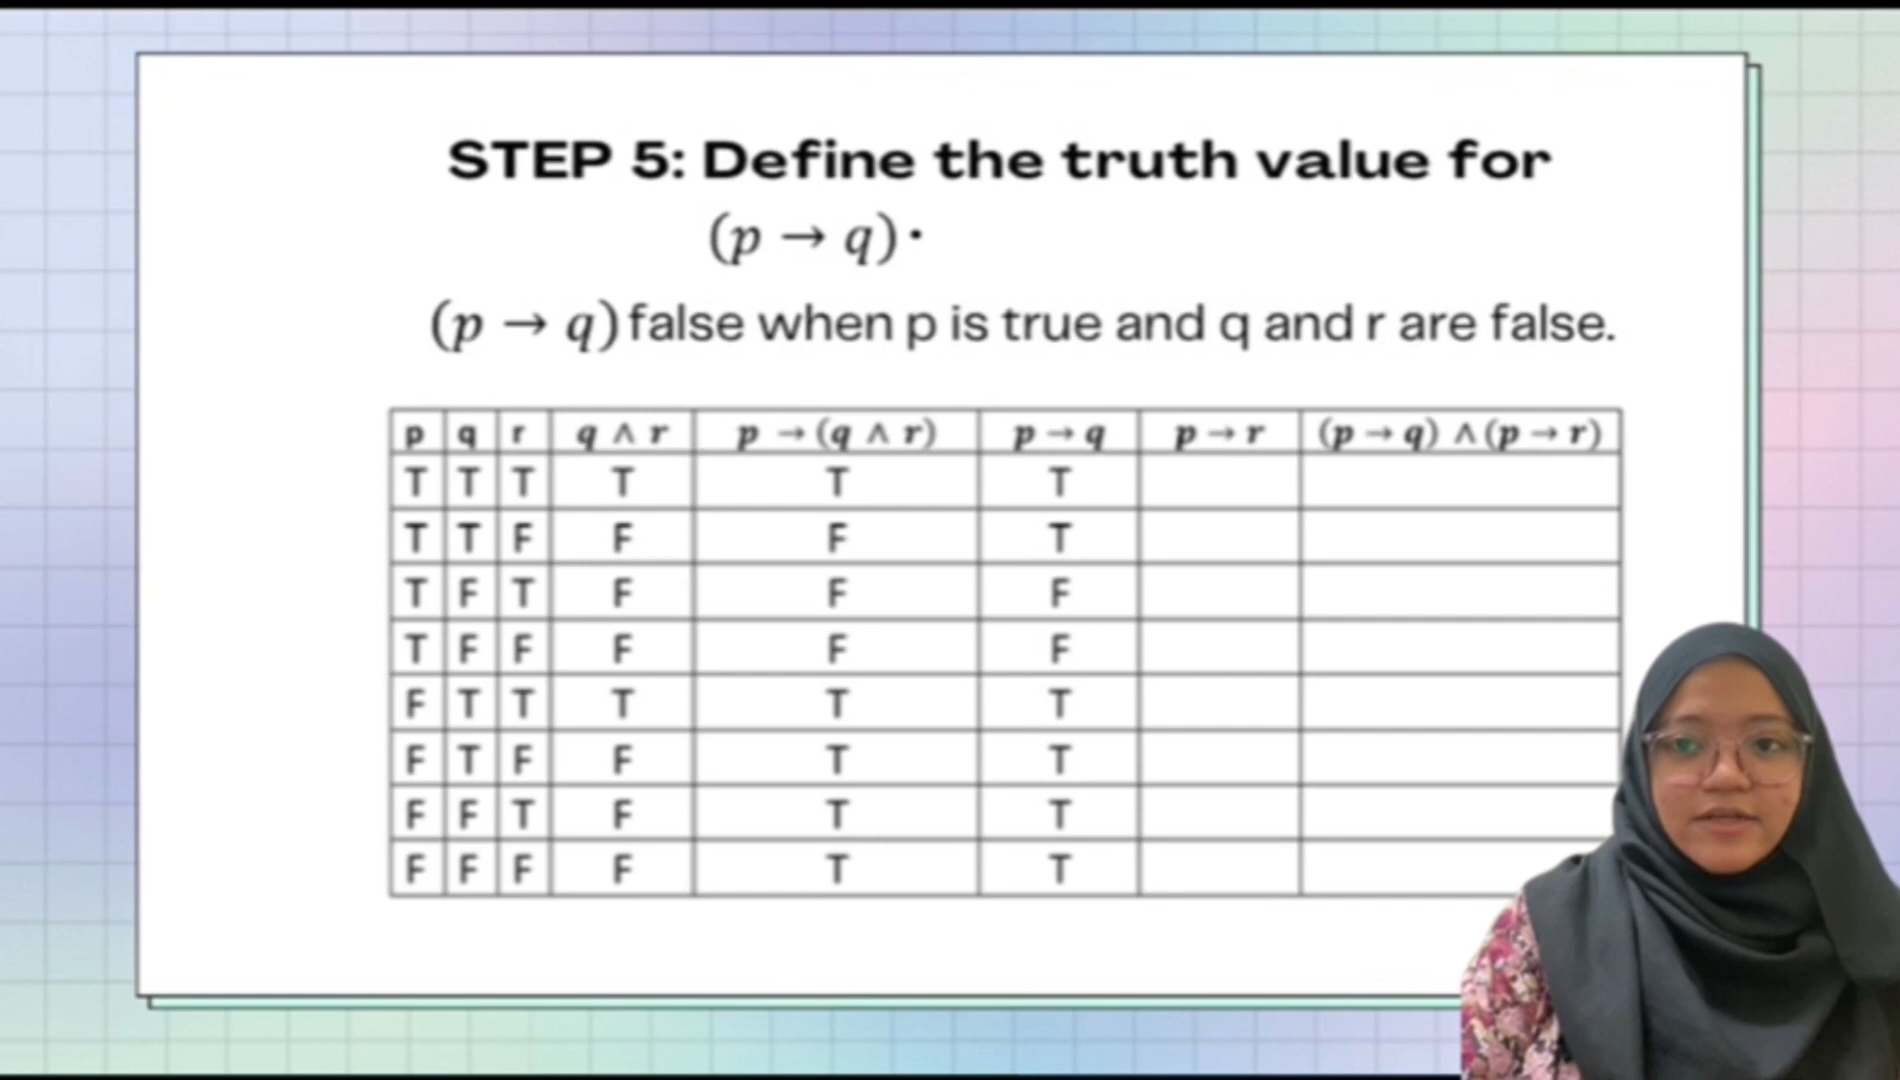 STEP 5: Define the truth value for
(p → q).
(p → q) false when p is true and q and r are false.
p q r q ∧ r p → (q ∧ r) p → q p → r (p → q) ∧ (p → r)
T T T T T T
T T F F F T
T F T F F F
T F F F F F
F T T T T T
F T F F T T
F F T F T T
F F F F T T